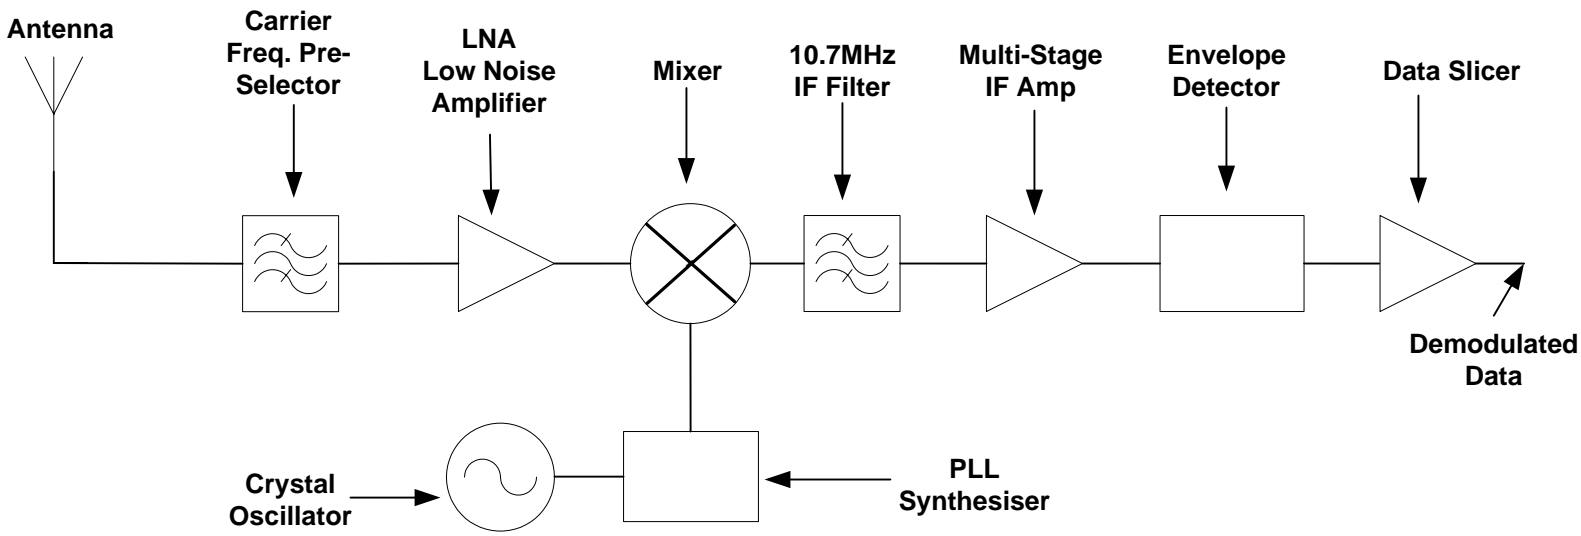 Antenna
Carrier
Freq. Pre-
Selector
LNA
Low Noise
Amplifier
Mixer
10.7MHz
IF Filter
Multi-Stage
IF Amp
Envelope
Detector
Data Slicer
Demodulated
Data
Crystal
Oscillator
PLL
Synthesiser